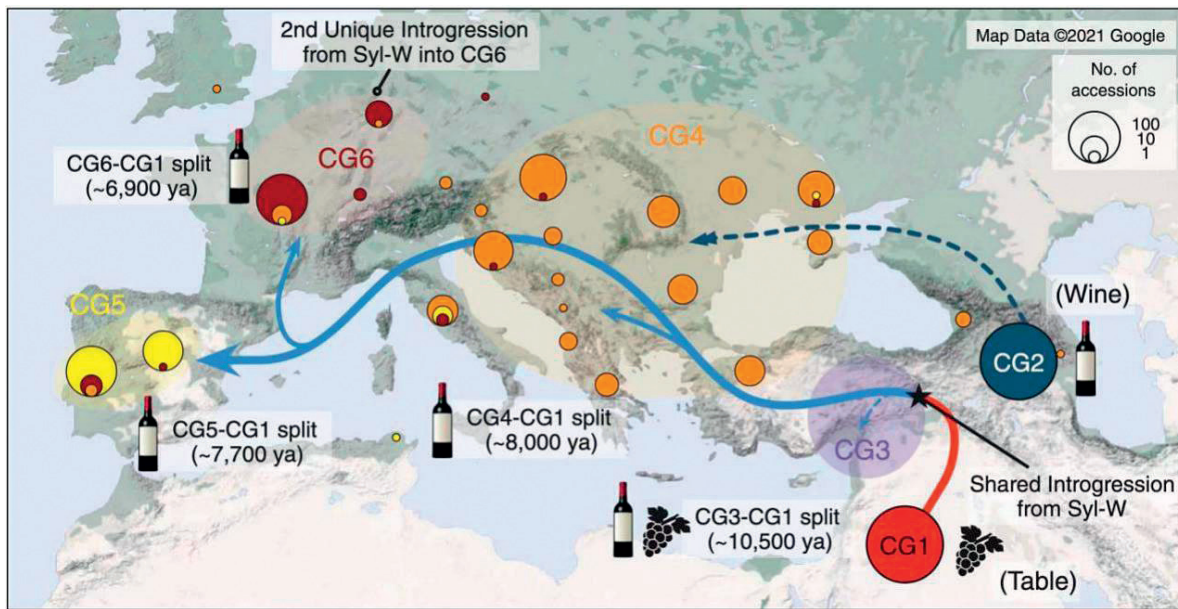 2nd Unique Introgression
from Syl-W into CG6
Map Data ©2021 Google
No. of
accessions
100
10
1
CG4
CG6
CG6-CG1 split
(~6,900 ya)
CG5
(Wine)
CG2
CG5-CG1 split
(~7,700 ya)
CG4-CG1 split
(~8,000 ya)
CG3
Shared Introgression
from Syl-W
CG3-CG1 split
(~10,500 ya)
CG1
(Table)